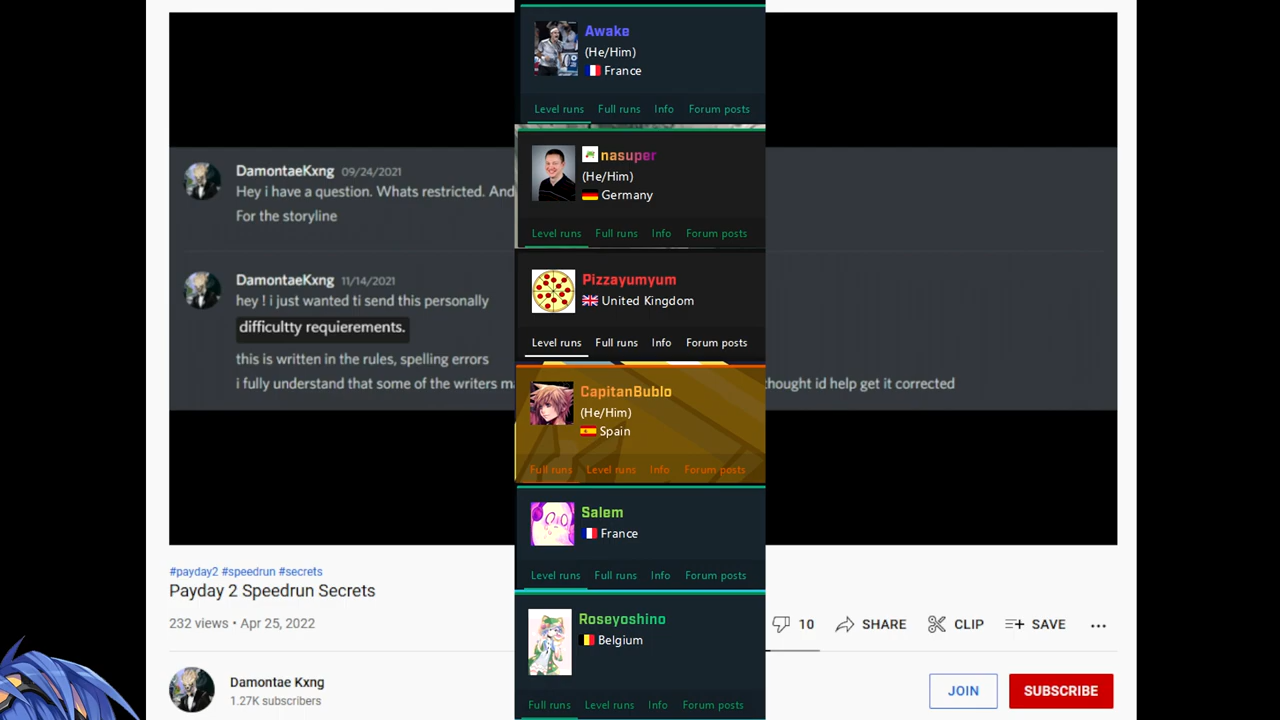 DamontaeKxng 09/24/2021
Hey i have a question. Whats restricted. And
For the storyline
DamontaeKxng 11/14/2021
hey ! i just wanted ti send this personally
difficultty requierements.
this is written in the rules, spelling errors
i fully understand that some of the writers ma
thought id help get it corrected
Awake
(He/Him)
France
Level runs Full runs Info Forum posts
nasuper
(He/Him)
Germany
Level runs Full runs Info Forum posts
Pizzayumyum
United Kingdom
Level runs Full runs Info Forum posts
CapitanBublo
(He/Him)
Spain
Full runs Level runs Info Forum posts
Salem
France
Level runs Full runs Info Forum posts
Roseyoshino
Belgium
Full runs Level runs Info Forum posts
#payday2 #speedrun #secrets
Payday 2 Speedrun Secrets
232 views • Apr 25, 2022
10 SHARE CLIP SAVE
Damontae Kxng
1.27K subscribers
JOIN SUBSCRIBE